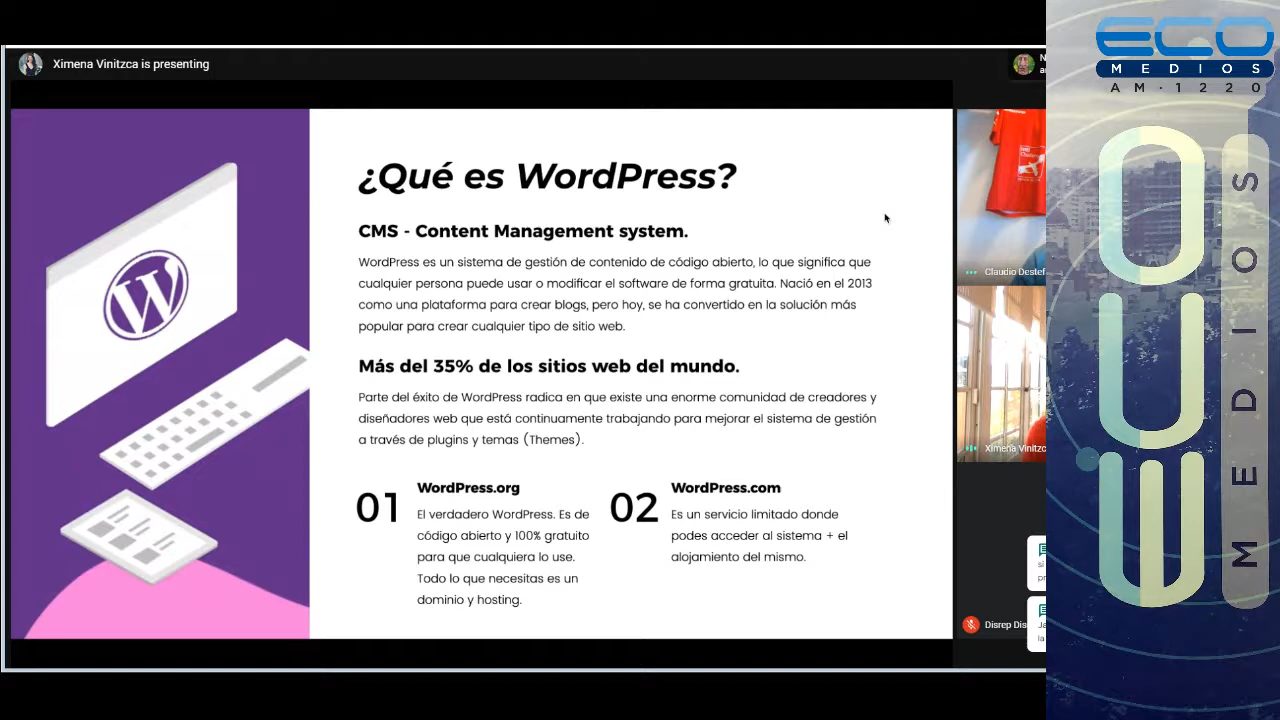 Ximena Vinitzca is presenting
¿Qué es WordPress?
CMS - Content Management system.
WordPress es un sistema de gestión de contenido de código abierto, lo que significa que
cualquier persona puede usar o modificar el software de forma gratuita. Nació en el 2013
como una plataforma para crear blogs, pero hoy, se ha convertido en la solución más
popular para crear cualquier tipo de sitio web.
Más del 35% de los sitios web del mundo.
Parte del éxito de WordPress radica en que existe una enorme comunidad de creadores y
diseñadores web que está continuamente trabajando para mejorar el sistema de gestión
a través de plugins y temas (Themes).
01
WordPress.org
El verdadero WordPress. Es de
código abierto y 100% gratuito
para que cualquiera lo use.
Todo lo que necesitas es un
dominio y hosting.
02
WordPress.com
Es un servicio limitado donde
podes acceder al sistema + el
alojamiento del mismo.
Claudio Destef
Ximena Vinitzc
Disrep Dis
ECO
MEDIOS
AM·1220
ECO
MEDIOS